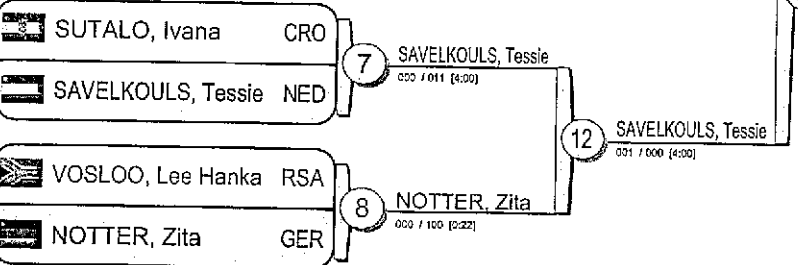 SUTALO, Ivana CRO
SAVELKOULS, Tessie NED
7
SAVELKOULS, Tessie
000 / 011 [4:00]
12
SAVELKOULS, Tessie
001 / 000 [4:00]
VOSLOO, Lee Hanka RSA
NOTTER, Zita GER
8
NOTTER, Zita
000 / 100 [0:22]